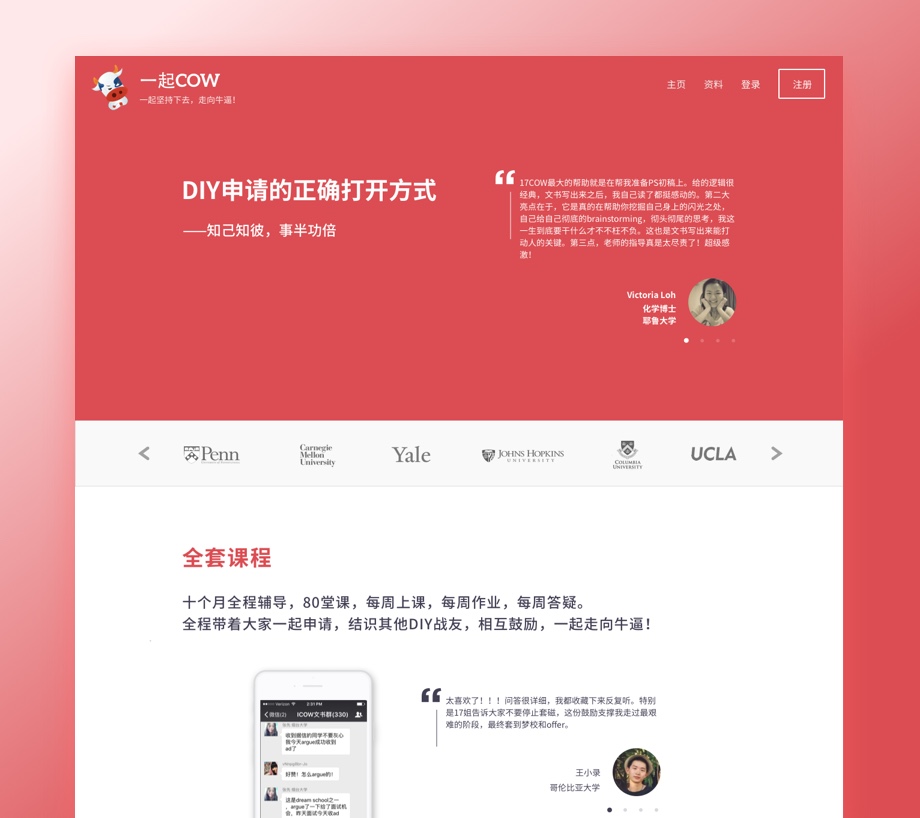 一起COW
一起坚持下去，走向牛逼！
主页
资料
登录
注册
DIY申请的正确打开方式
——知己知彼，事半功倍
17COW最大的帮助就是在帮我准备PS初稿上。给的逻辑很
经典，文书写出来之后，我自己读了都挺感动的。第二大
亮点在于，它是真的在帮助你挖掘自己身上的闪光之处，
自己给自己彻底的brainstorming，彻头彻尾的思考，我这
一生到底要干什么才不不枉不负。这也是文书写出来能打
动人的关键。第三点，老师的指导真是太尽责了！超级感
激！
Victoria Loh
化学博士
耶鲁大学
Penn
Carnegie
Mellon
University
Yale
JOHNS HOPKINS
UNIVERSITY
COLUMBIA
UNIVERSITY
UCLA
全套课程
十个月全程辅导，80堂课，每周上课，每周作业，每周答疑。
全程带着大家一起申请，结识其他DIY战友，相互鼓励，一起走向牛逼！
Verizon
2:31 PM
微信(2)
ICOW文书群(330)
收到据信的同学不要灰心
我今天argue成功收到
ad了
好赞！怎么argue的！
这是dream school之一
，argue了一下给了面试机
会，昨天面试今天收ad
太喜欢了！！！问答很详细，我都收藏下来反复听。特别
是17姐告诉大家不要停止套磁，这份鼓励支撑我走过最艰
难的阶段，最终套到梦校和offer。
王小录
哥伦比亚大学